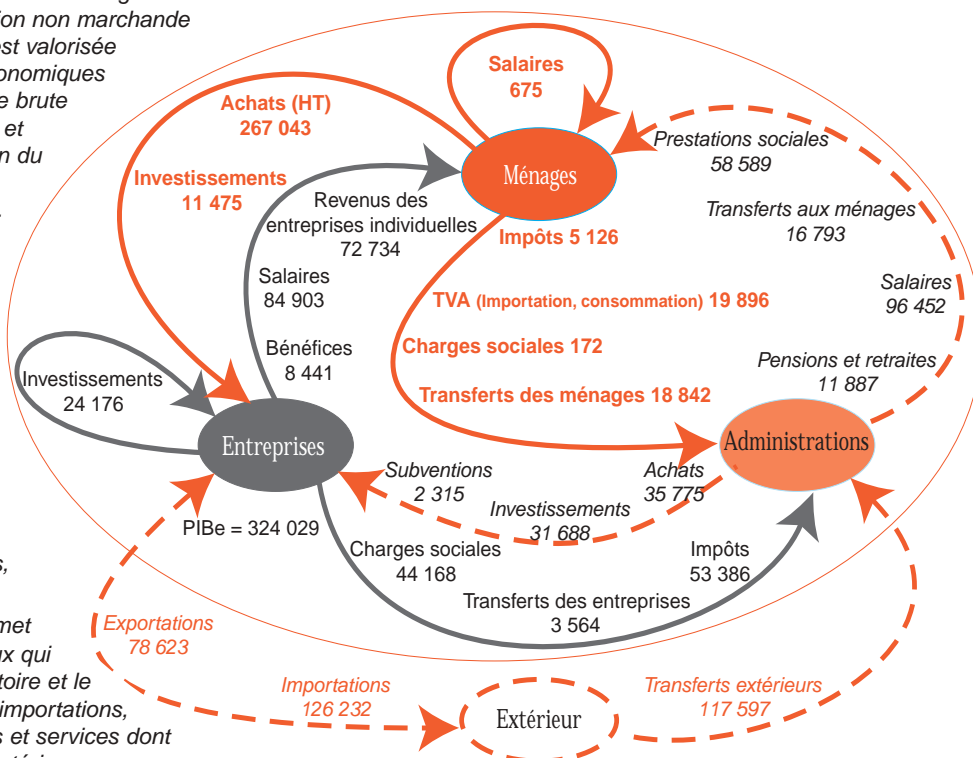 ion non marchande
est valorisée
onomiques
e brute
et
n du
Salaires
675
Achats (HT)
267 043
Investissements
11 475
Ménages
Prestations sociales
58 589
Transferts aux ménages
16 793
Salaires
96 452
Pensions et retraites
11 887
Revenus des
entreprises individuelles
72 734
Salaires
84 903
Bénéfices
8 441
Impôts 5 126
TVA (Importation, consommation) 19 896
Charges sociales 172
Transferts des ménages 18 842
Investissements
24 176
Entreprises
Administrations
Subventions
2 315
Investissements
31 688
Achats
35 775
PIBe = 324 029
Charges sociales
44 168
Transferts des entreprises
3 564
Impôts
53 386
s,
met
Exportations
78 623
ux qui
toire et le
importations,
s et services dont
Importations
126 232
Extérieur
Transferts extérieurs
117 597